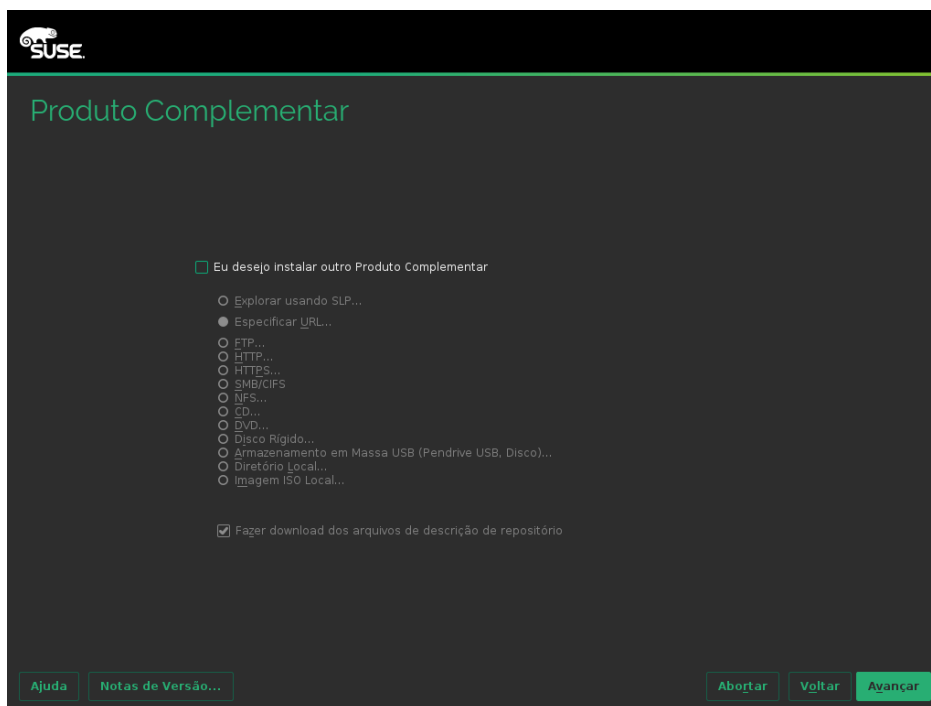 SUSE.
Produto Complementar
Eu desejo instalar outro Produto Complementar
Explorar usando SLP...
Especificar URL...
FTP...
HTTP...
HTTPS...
SMB/CIFS
NFS...
CD...
DVD...
Disco Rígido...
Armazenamento em Massa USB (Pendrive USB, Disco)...
Diretório Local...
Imagem ISO Local...
Fazer download dos arquivos de descrição de repositório
Ajuda Notas de Versão... Abortar Voltar Avançar